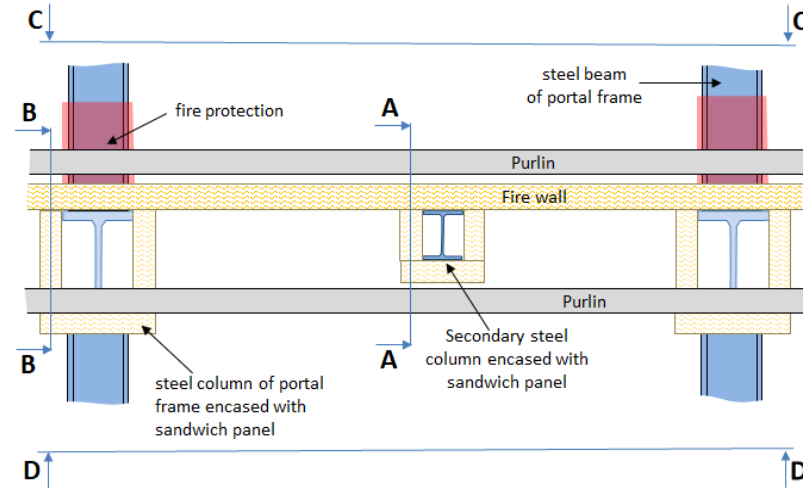 C
C
steel beam
of portal frame
fire protection
B
A
Purlin
Fire wall
Purlin
B
A
Secondary steel
column encased with
sandwich panel
steel column of portal
frame encased with
sandwich panel
D
D